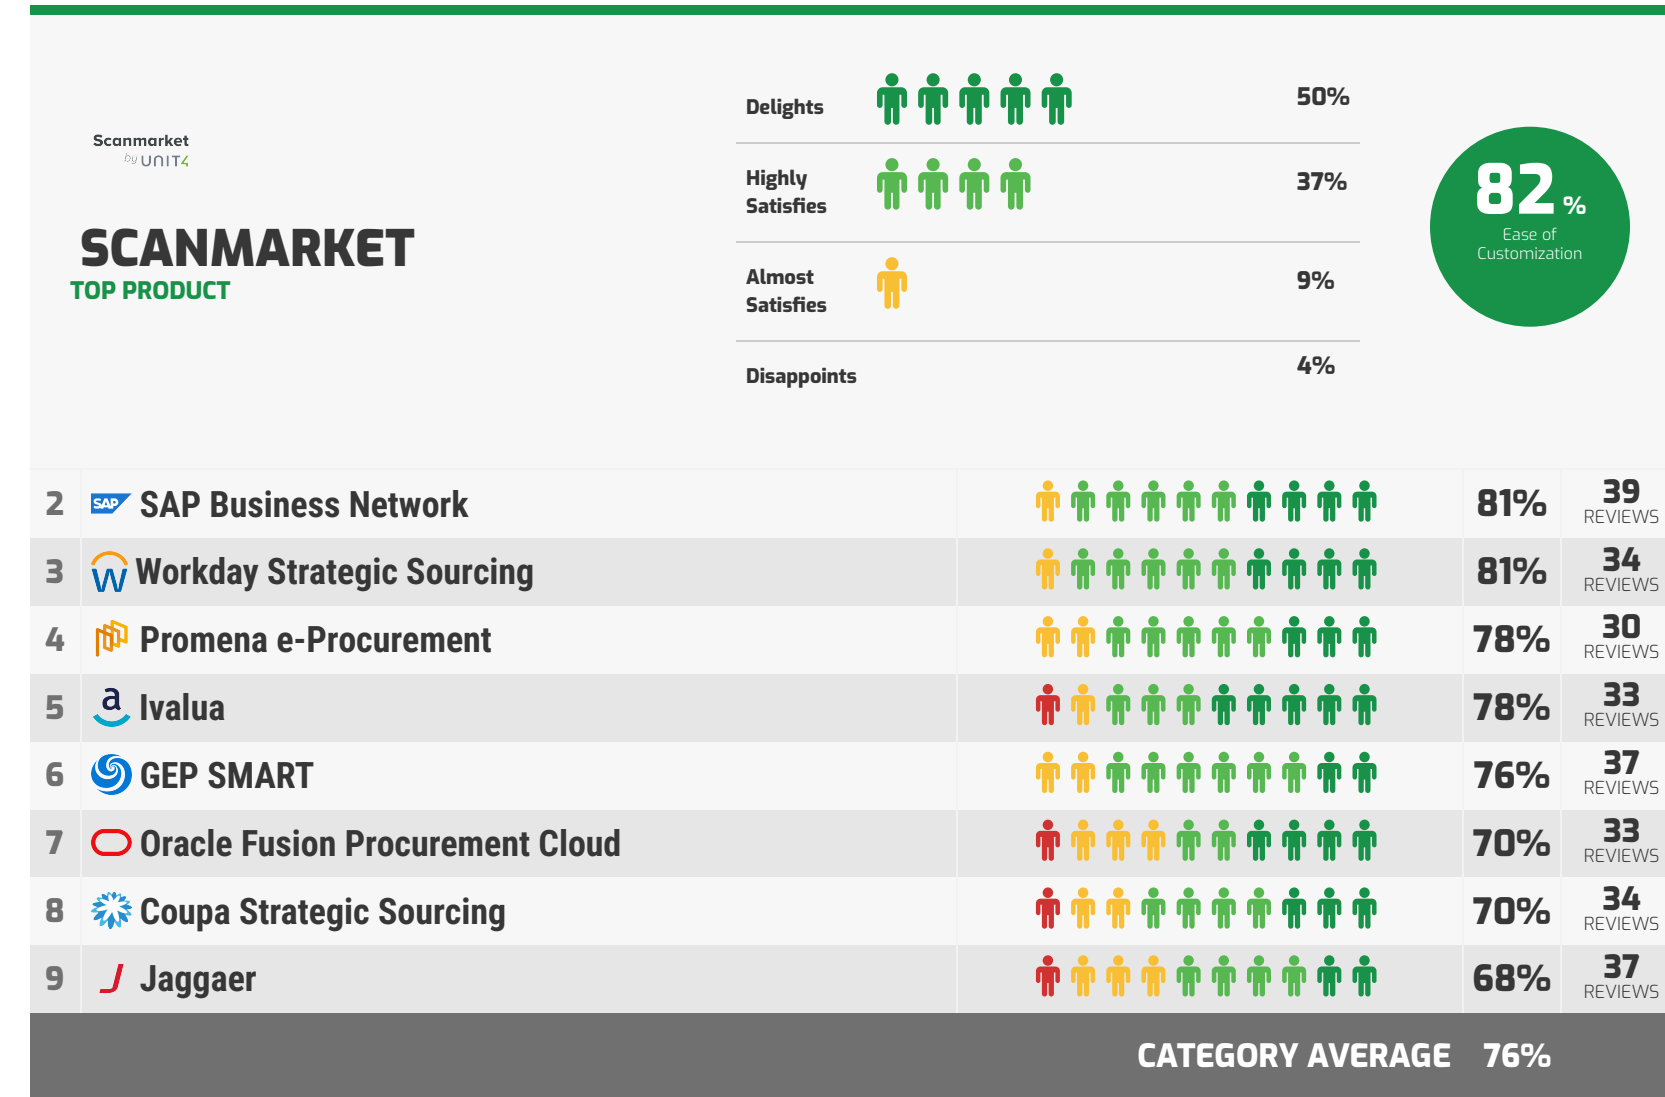 Scanmarket
by UNIT4
SCANMARKET
TOP PRODUCT
Delights 50%
Highly
Satisfies 37%
Almost
Satisfies 9%
Disappoints 4%
82 %
Ease of
Customization
2 SAP SAP Business Network 81% 39 REVIEWS
3 W Workday Strategic Sourcing 81% 34 REVIEWS
4 Promena e-Procurement 78% 30 REVIEWS
5 a Ivalua 78% 33 REVIEWS
6 GEP SMART 76% 37 REVIEWS
7 Oracle Fusion Procurement Cloud 70% 33 REVIEWS
8 Coupa Strategic Sourcing 70% 34 REVIEWS
9 J Jaggaer 68% 37 REVIEWS
CATEGORY AVERAGE 76%